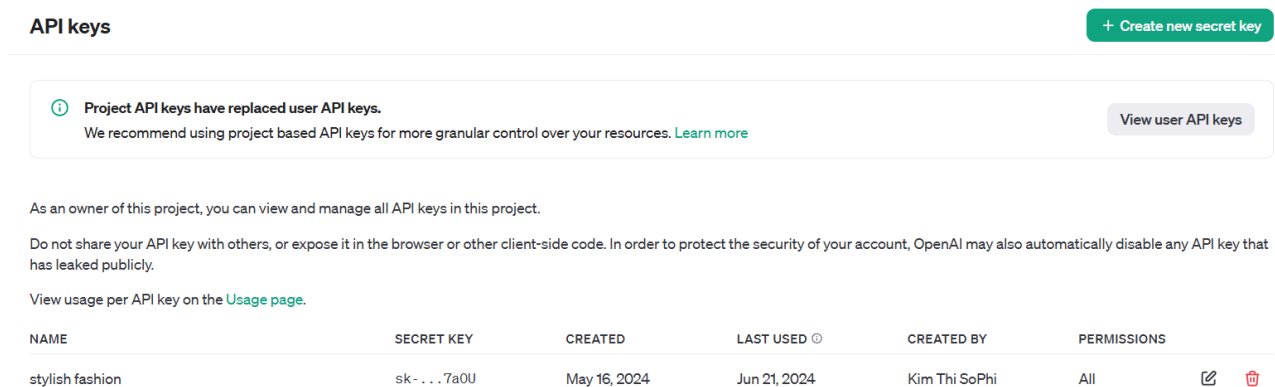 API keys
+ Create new secret key
Project API keys have replaced user API keys.
We recommend using project based API keys for more granular control over your resources. Learn more
View user API keys
As an owner of this project, you can view and manage all API keys in this project.
Do not share your API key with others, or expose it in the browser or other client-side code. In order to protect the security of your account, OpenAI may also automatically disable any API key that
has leaked publicly.
View usage per API key on the Usage page.
NAME SECRET KEY CREATED LAST USED CREATED BY PERMISSIONS
stylish fashion sk-...7a0U May 16, 2024 Jun 21, 2024 Kim Thi SoPhi All